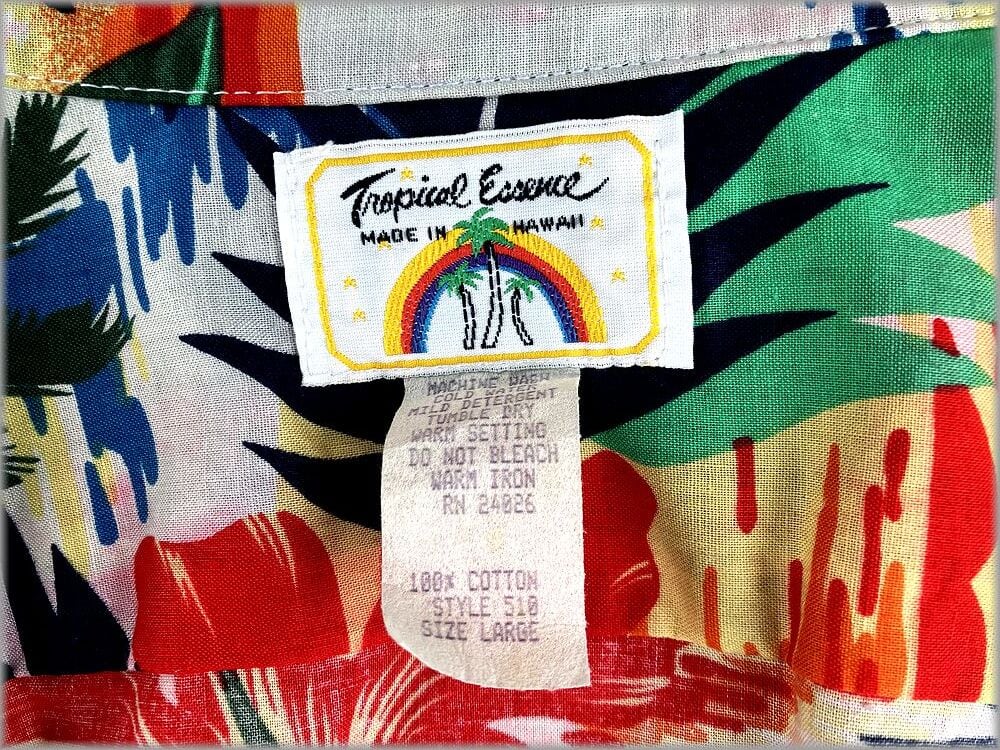 Tropical Essence
MADE IN HAWAII
MACHINE WASH
COLD WATER
MILD DETERGENT
TUMBLE DRY
WARM SETTING
DO NOT BLEACH
WARM IRON
RN 24026
100% COTTON
STYLE 510
SIZE LARGE